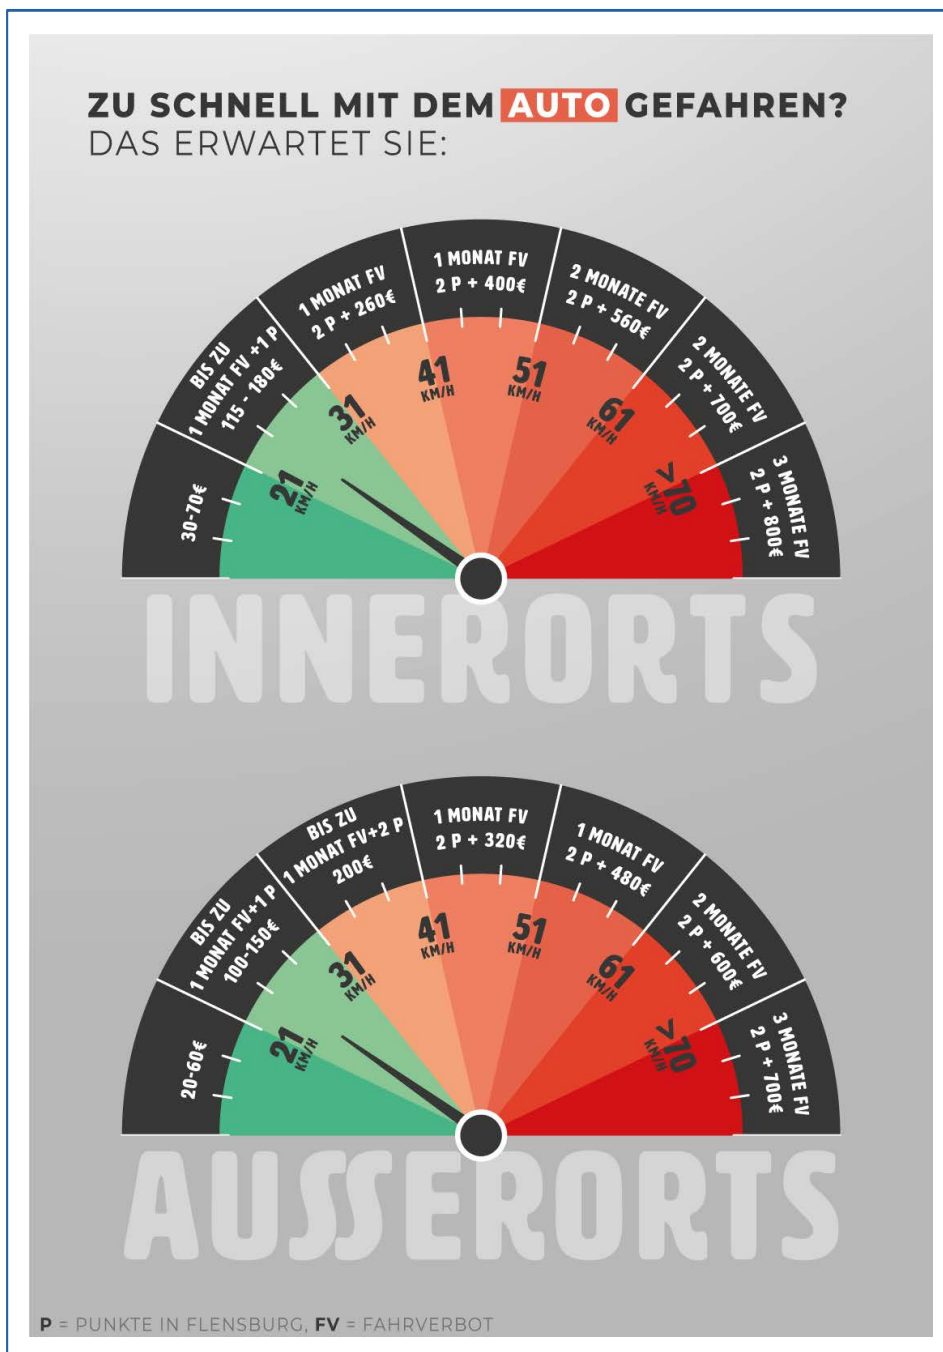 ZU SCHNELL MIT DEM AUTO GEFAHREN?
DAS ERWARTET SIE:
30-70€
BIS ZU
1 MONAT FV +1 P
115 - 180€
1 MONAT FV
2 P + 260€
1 MONAT FV
2 P + 400€
2 MONATE FV
2 P + 560€
2 MONATE FV
2 P + 700€
3 MONATE FV
2 P + 800€
21
KM/H
31
KM/H
41
KM/H
51
KM/H
61
KM/H
>70
KM/H
INNERORTS
20-60€
BIS ZU
1 MONAT FV+1 P
100-150€
BIS ZU
1 MONAT FV+2 P
200€
1 MONAT FV
2 P + 320€
1 MONAT FV
2 P + 480€
2 MONATE FV
2 P + 600€
3 MONATE FV
2 P + 700€
21
KM/H
31
KM/H
41
KM/H
51
KM/H
61
KM/H
>70
KM/H
AUSSERORTS
P = PUNKTE IN FLENSBURG, FV = FAHRVERBOT